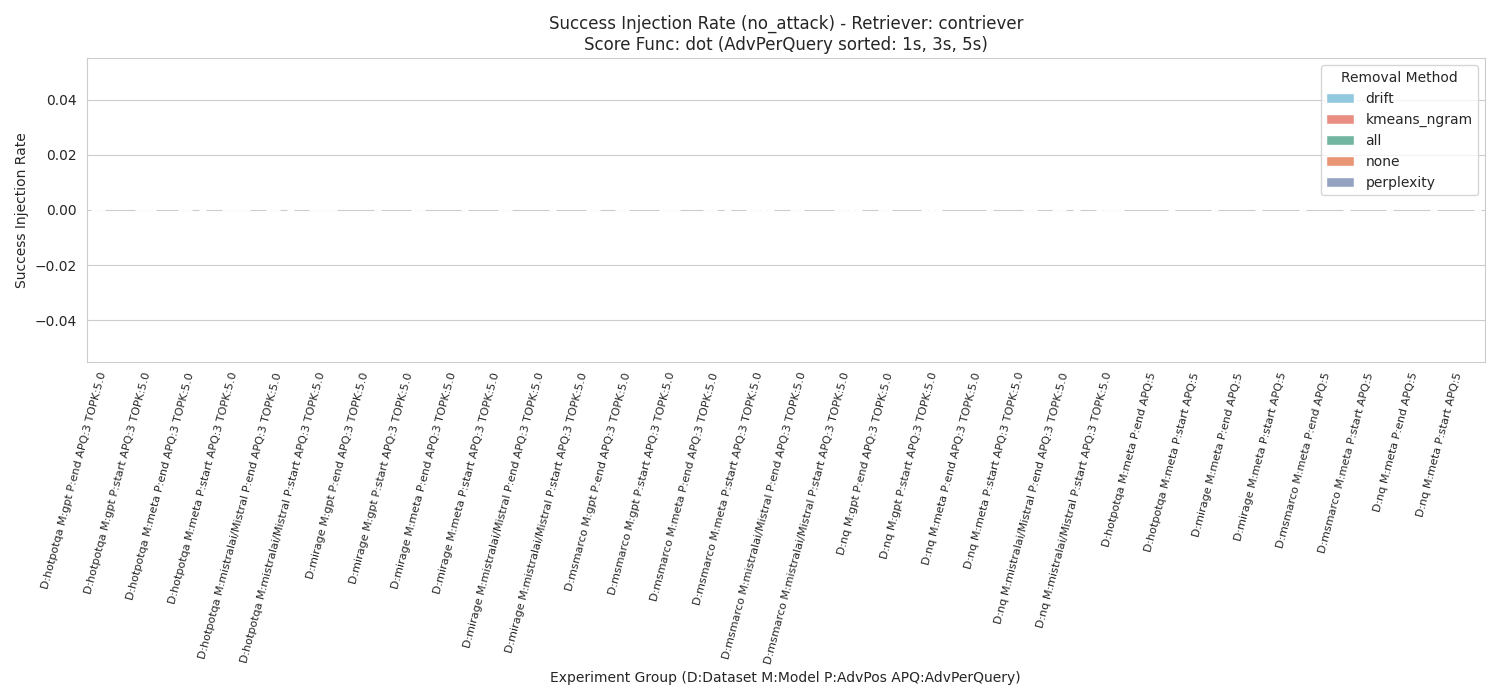 Success Injection Rate (no_attack) - Retriever: contriever
Score Func: dot (AdvPerQuery sorted: 1s, 3s, 5s)
Removal Method
drift
kmeans_ngram
all
none
perplexity
Success Injection Rate
0.04
0.02
0.00
−0.02
−0.04
D:hotpotqa M:gpt P:end APQ:3 TOPK:5.0
D:hotpotqa M:gpt P:start APQ:3 TOPK:5.0
D:hotpotqa M:meta P:end APQ:3 TOPK:5.0
D:hotpotqa M:meta P:start APQ:3 TOPK:5.0
D:hotpotqa M:mistralai/Mistral P:end APQ:3 TOPK:5.0
D:hotpotqa M:mistralai/Mistral P:start APQ:3 TOPK:5.0
D:mirage M:gpt P:end APQ:3 TOPK:5.0
D:mirage M:gpt P:start APQ:3 TOPK:5.0
D:mirage M:meta P:end APQ:3 TOPK:5.0
D:mirage M:meta P:start APQ:3 TOPK:5.0
D:mirage M:mistralai/Mistral P:end APQ:3 TOPK:5.0
D:mirage M:mistralai/Mistral P:start APQ:3 TOPK:5.0
D:msmarco M:gpt P:end APQ:3 TOPK:5.0
D:msmarco M:gpt P:start APQ:3 TOPK:5.0
D:msmarco M:meta P:end APQ:3 TOPK:5.0
D:msmarco M:meta P:start APQ:3 TOPK:5.0
D:msmarco M:mistralai/Mistral P:end APQ:3 TOPK:5.0
D:msmarco M:mistralai/Mistral P:start APQ:3 TOPK:5.0
D:nq M:gpt P:end APQ:3 TOPK:5.0
D:nq M:gpt P:start APQ:3 TOPK:5.0
D:nq M:meta P:end APQ:3 TOPK:5.0
D:nq M:meta P:start APQ:3 TOPK:5.0
D:nq M:mistralai/Mistral P:end APQ:3 TOPK:5.0
D:nq M:mistralai/Mistral P:start APQ:3 TOPK:5.0
D:hotpotqa M:meta P:end APQ:5
D:hotpotqa M:meta P:start APQ:5
D:mirage M:meta P:end APQ:5
D:mirage M:meta P:start APQ:5
D:msmarco M:meta P:end APQ:5
D:msmarco M:meta P:start APQ:5
D:nq M:meta P:end APQ:5
D:nq M:meta P:start APQ:5
Experiment Group (D:Dataset M:Model P:AdvPos APQ:AdvPerQuery)